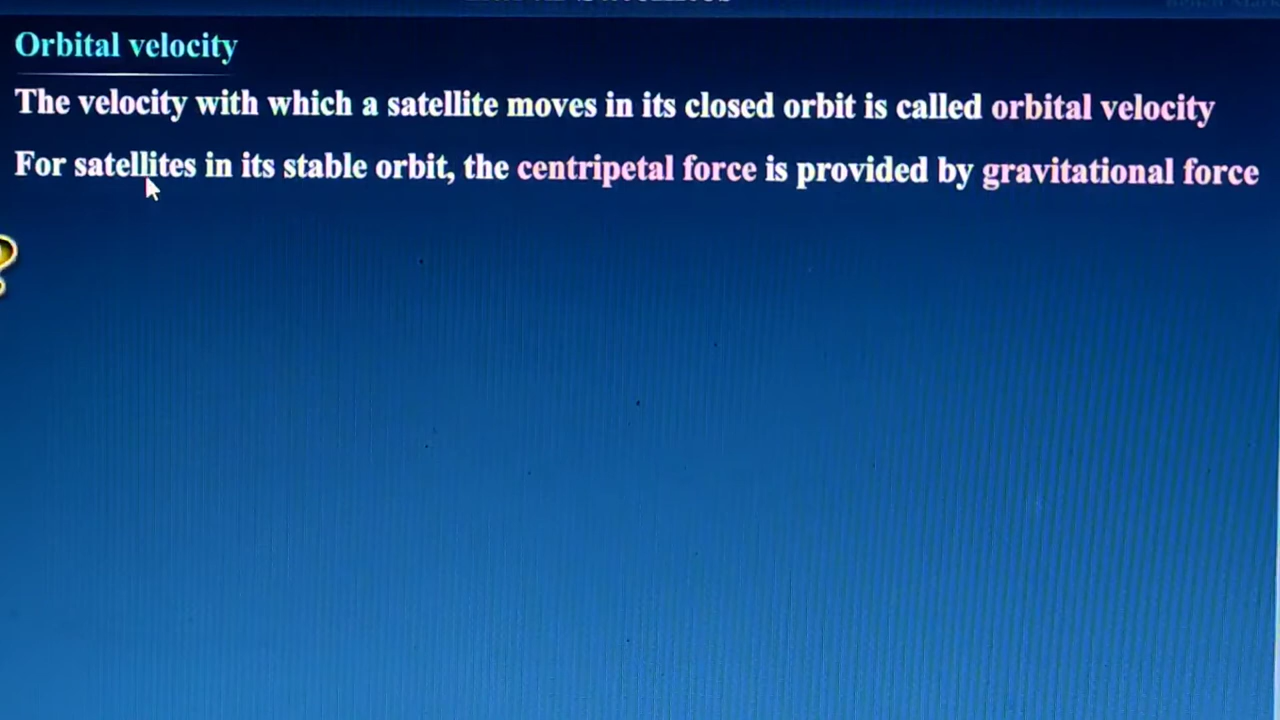 Orbital velocity
The velocity with which a satellite moves in its closed orbit is called orbital velocity
For satellites in its stable orbit, the centripetal force is provided by gravitational force